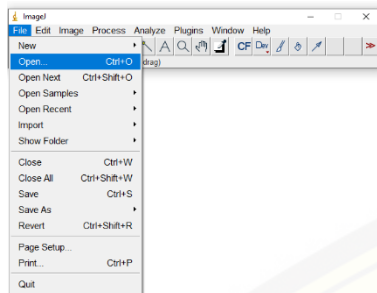 ImageJ
File Edit Image Process Analyze Plugins Window Help
A CF Dev
drag)
New
Open... Ctrl+O
Open Next Ctrl+Shift+O
Open Samples
Open Recent
Import
Show Folder
Close Ctrl+W
Close All Ctrl+Shift+W
Save Ctrl+S
Save As
Revert Ctrl+Shift+R
Page Setup...
Print... Ctrl+P
Quit